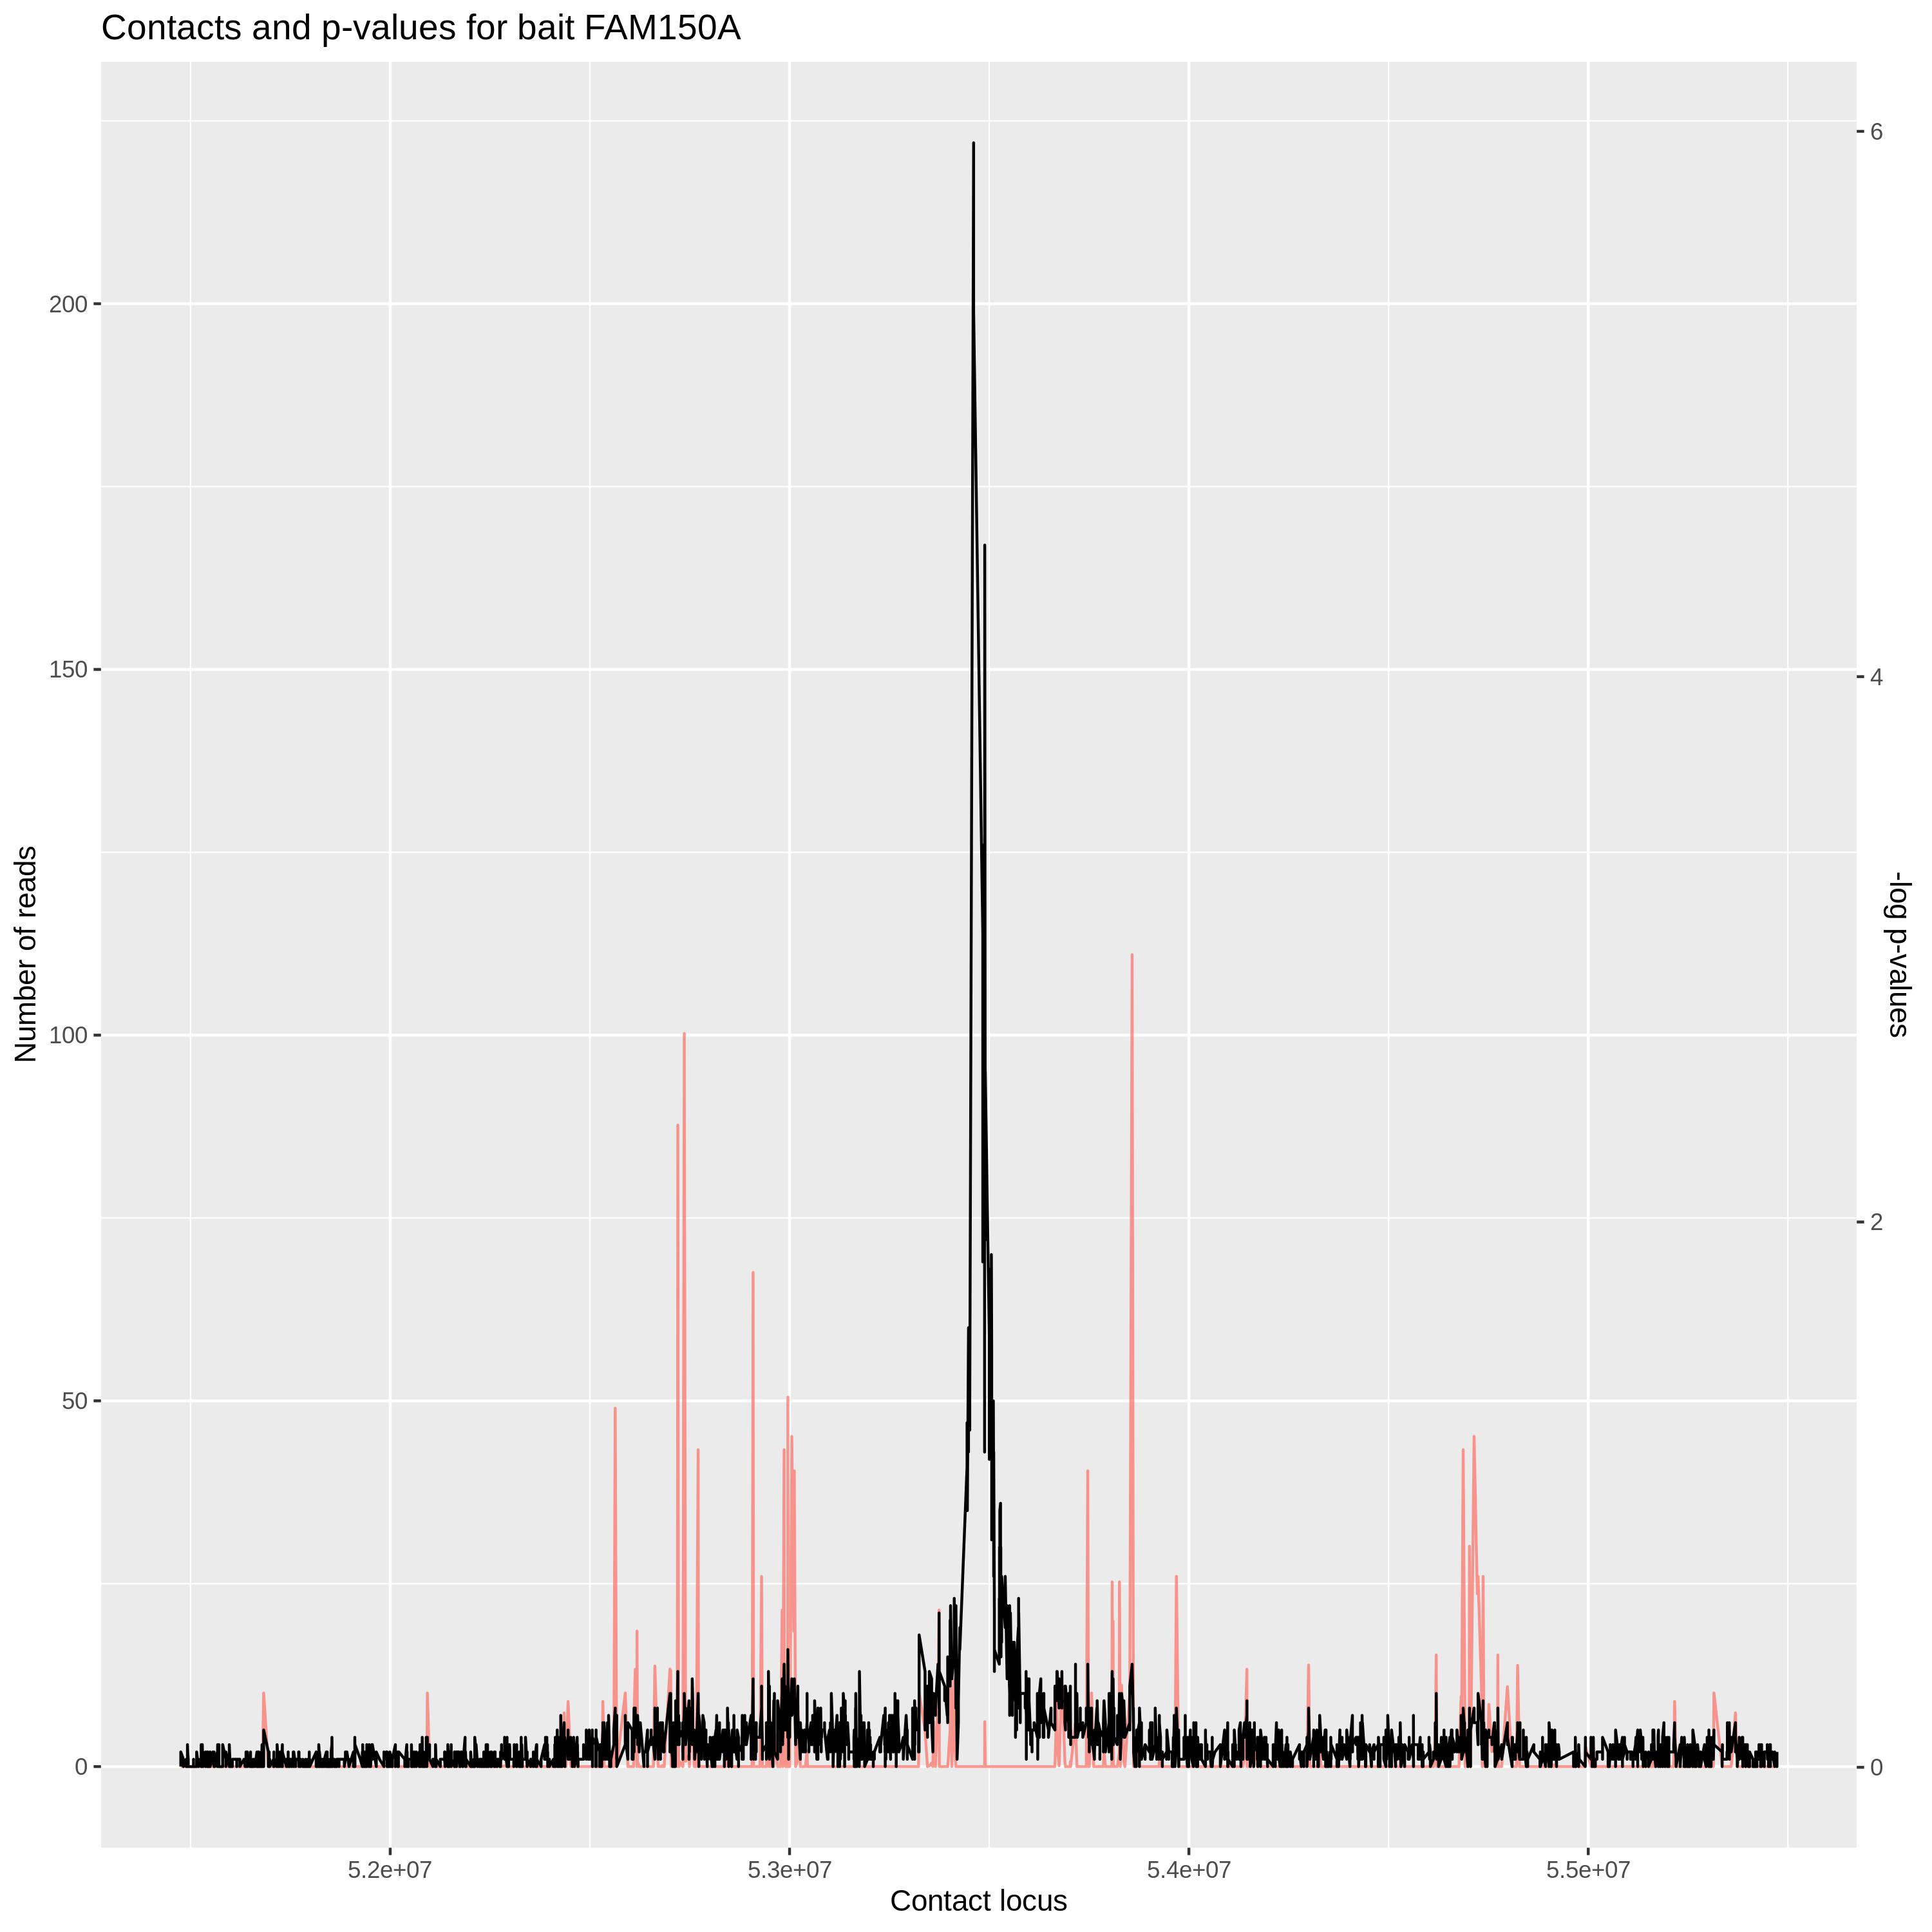 Contacts and p-values for bait FAM150A
Number of reads
200
150
100
50
0
6
4
2
0
-log p-values
5.2e+07
5.3e+07
5.4e+07
5.5e+07
Contact locus